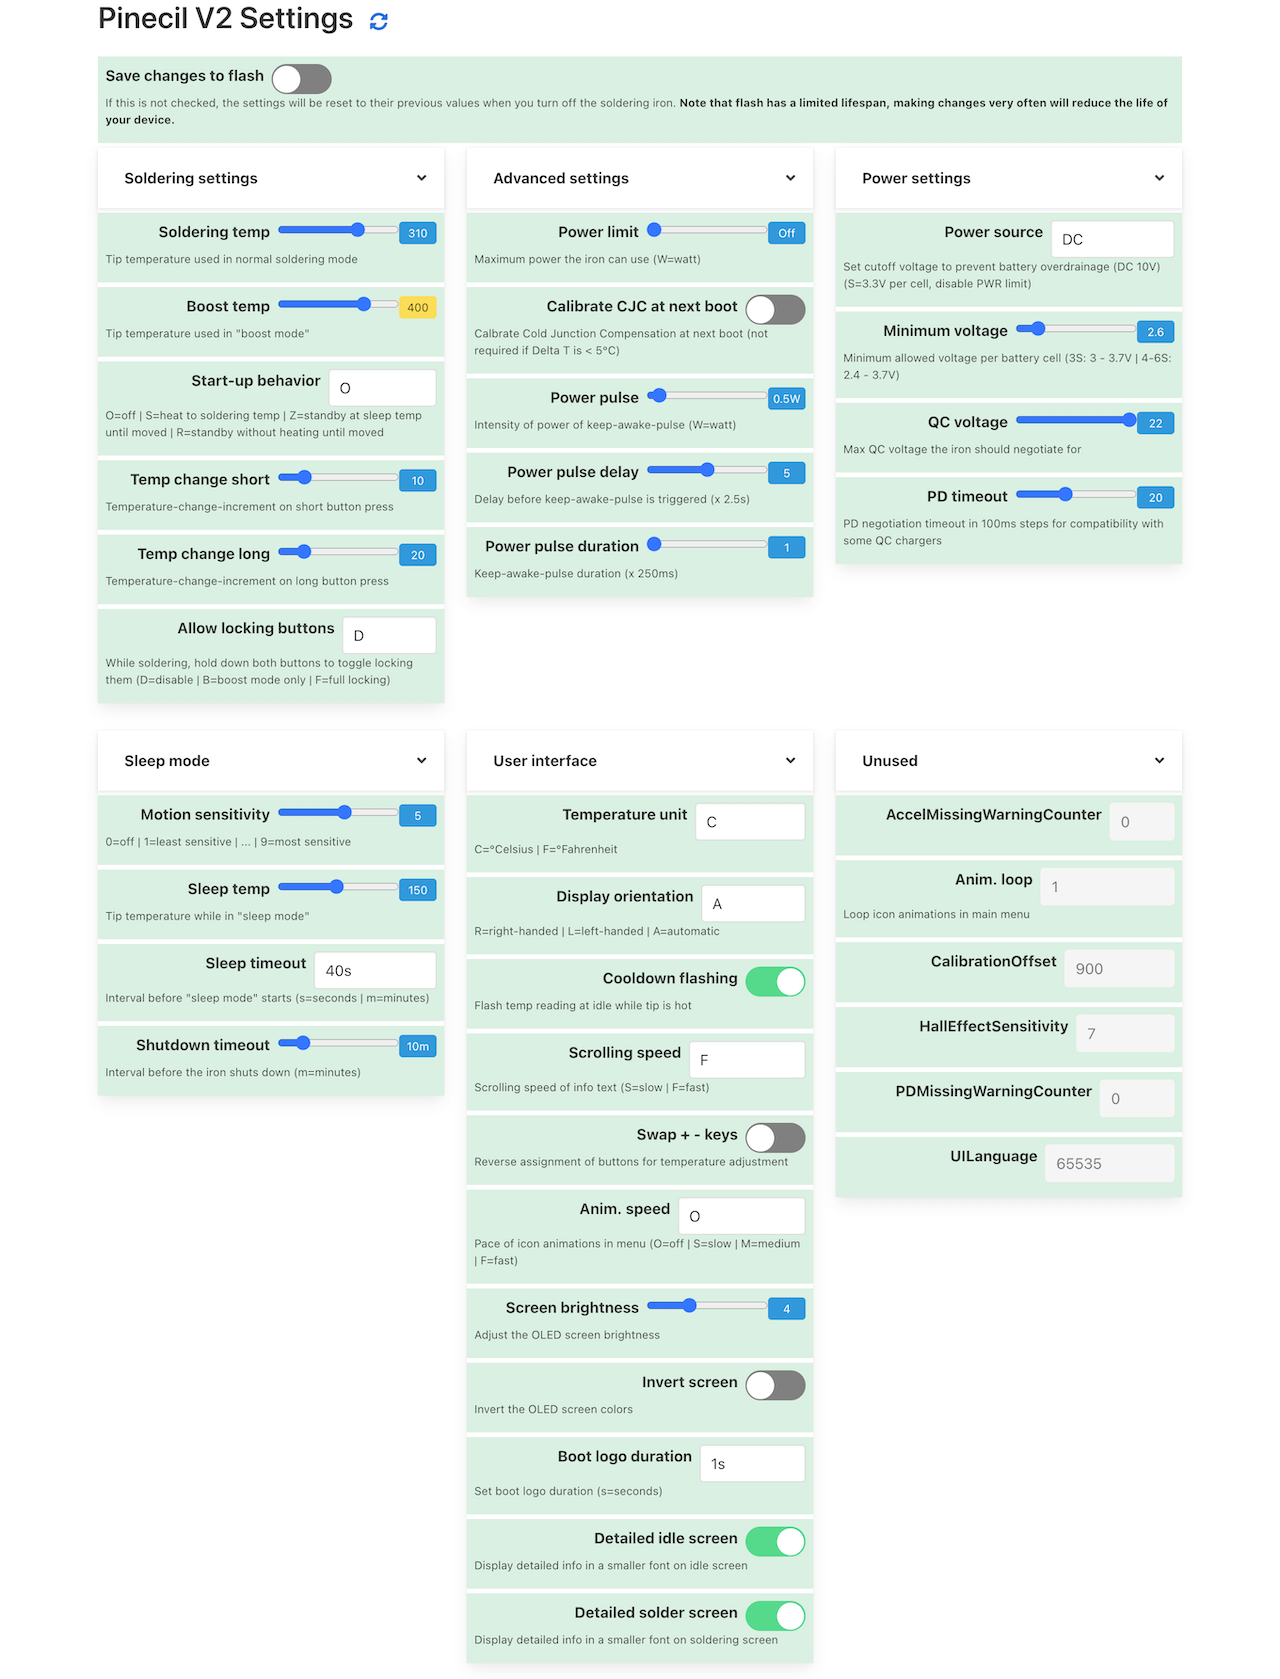 Pinecil V2 Settings
Save changes to flash
If this is not checked, the settings will be reset to their previous values when you turn off the soldering iron. Note that flash has a limited lifespan, making changes very often will reduce the life of
your device.
Soldering settings
Soldering temp 310
Tip temperature used in normal soldering mode
Boost temp 400
Tip temperature used in "boost mode"
Start-up behavior O
O=off | S=heat to soldering temp | Z=standby at sleep temp
until moved | R=standby without heating until moved
Temp change short 10
Temperature-change-increment on short button press
Temp change long 20
Temperature-change-increment on long button press
Allow locking buttons D
While soldering, hold down both buttons to toggle locking
them (D=disable | B=boost mode only | F=full locking)
Advanced settings
Power limit Off
Maximum power the iron can use (W=watt)
Calibrate CJC at next boot
Calbrate Cold Junction Compensation at next boot (not
required if Delta T is < 5°C)
Power pulse 0.5W
Intensity of power of keep-awake-pulse (W=watt)
Power pulse delay 5
Delay before keep-awake-pulse is triggered (x 2.5s)
Power pulse duration 1
Keep-awake-pulse duration (x 250ms)
Power settings
Power source DC
Set cutoff voltage to prevent battery overdrainage (DC 10V)
(S=3.3V per cell, disable PWR limit)
Minimum voltage 2.6
Minimum allowed voltage per battery cell (3S: 3 - 3.7V | 4-6S:
2.4 - 3.7V)
QC voltage 22
Max QC voltage the iron should negotiate for
PD timeout 20
PD negotiation timeout in 100ms steps for compatibility with
some QC chargers
Sleep mode
Motion sensitivity 5
0=off | 1=least sensitive | ... | 9=most sensitive
Sleep temp 150
Tip temperature while in "sleep mode"
Sleep timeout 40s
Interval before "sleep mode" starts (s=seconds | m=minutes)
Shutdown timeout 10m
Interval before the iron shuts down (m=minutes)
User interface
Temperature unit C
C=°Celsius | F=°Fahrenheit
Display orientation A
R=right-handed | L=left-handed | A=automatic
Cooldown flashing
Flash temp reading at idle while tip is hot
Scrolling speed F
Scrolling speed of info text (S=slow | F=fast)
Swap + - keys
Reverse assignment of buttons for temperature adjustment
Anim. speed O
Pace of icon animations in menu (O=off | S=slow | M=medium
| F=fast)
Screen brightness 4
Adjust the OLED screen brightness
Invert screen
Invert the OLED screen colors
Boot logo duration 1s
Set boot logo duration (s=seconds)
Detailed idle screen
Display detailed info in a smaller font on idle screen
Detailed solder screen
Display detailed info in a smaller font on soldering screen
Unused
AccelMissingWarningCounter 0
Anim. loop 1
Loop icon animations in main menu
CalibrationOffset 900
HallEffectSensitivity 7
PDMissingWarningCounter 0
UILanguage 65535